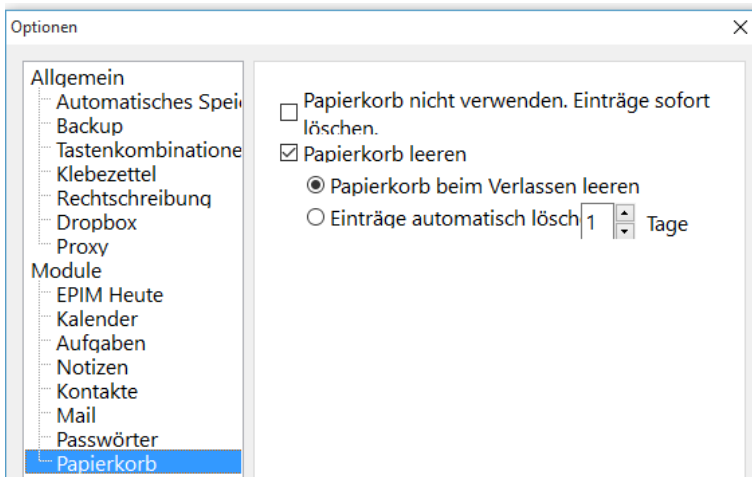 Optionen
Allgemein
Automatisches Spei
Backup
Tastenkombinatione
Klebezettel
Rechtschreibung
Dropbox
Proxy
Module
EPIM Heute
Kalender
Aufgaben
Notizen
Kontakte
Mail
Passwörter
Papierkorb
Papierkorb nicht verwenden. Einträge sofort
löschen.
Papierkorb leeren
Papierkorb beim Verlassen leeren
Einträge automatisch lösch 1 Tage